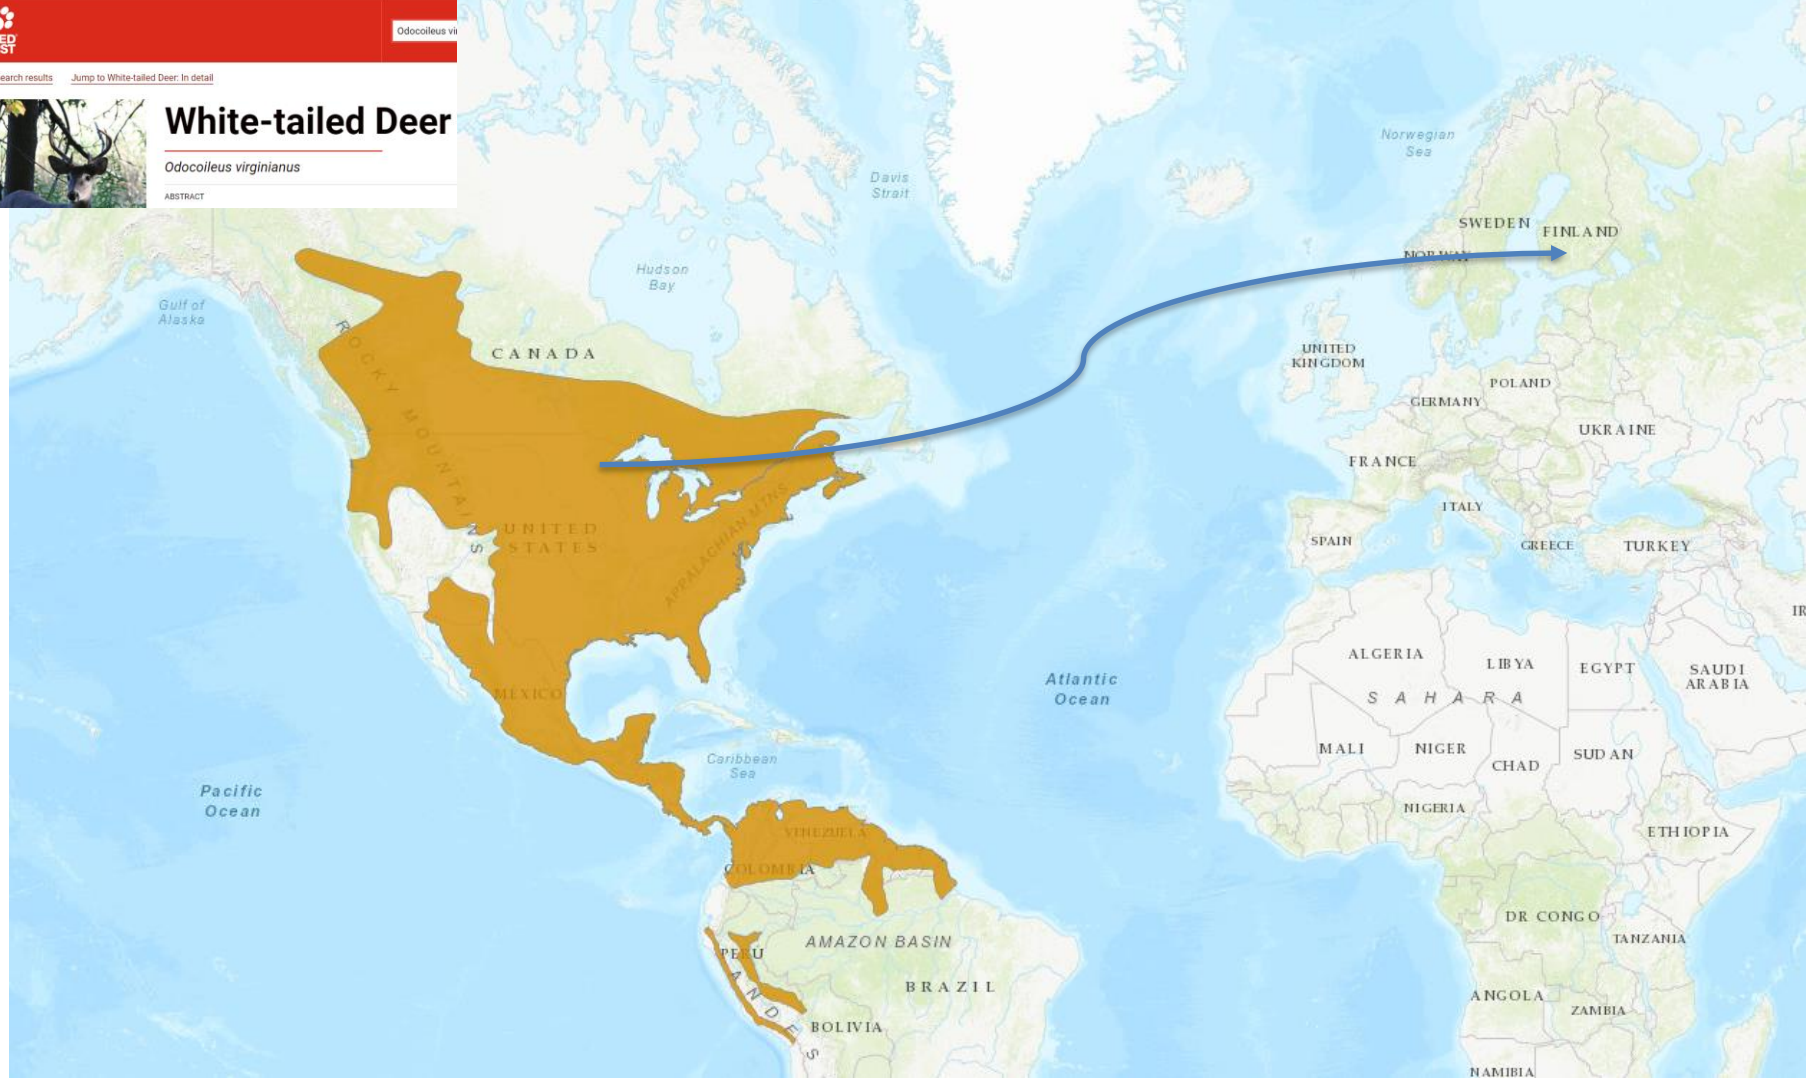 Odocoileus vi
earch results    Jump to White-tailed Deer: In detail
White-tailed Deer
Odocoileus virginianus
ABSTRACT
Davis
Strait
Norwegian
Sea
SWEDEN
FINLAND
NORWAY
Hudson
Bay
Gulf of
Alaska
CANADA
ROCKY MOUNTAINS
UNITED
KINGDOM
POLAND
GERMANY
UKRAINE
FRANCE
ITALY
SPAIN
GREECE
TURKEY
UNITED
STATES
APPALACHIAN MTNS
IR
ALGERIA
LIBYA
EGYPT
SAUDI
ARABIA
SAHARA
Atlantic
Ocean
MEXICO
MALI
NIGER
CHAD
SUDAN
Caribbean
Sea
Pacific
Ocean
NIGERIA
ETHIOPIA
VENEZUELA
COLOMBIA
DR CONGO
TANZANIA
AMAZON BASIN
PERÚ
ANDES
BRAZIL
ANGOLA
ZAMBIA
BOLIVIA
NAMIBIA